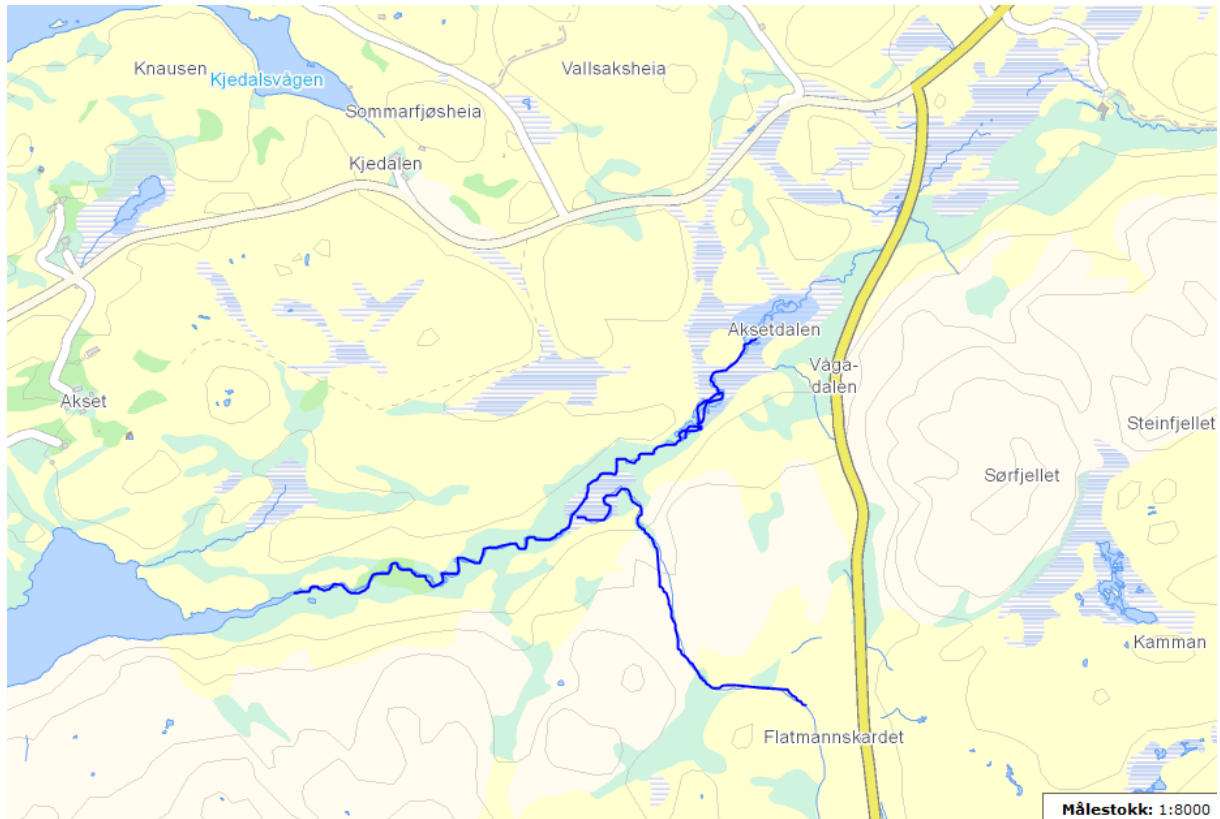 Knausen
Kjedalsvågen
Vallsaksheia
Sommarfjøsheia
Kjedalen
Aksetdalen
Våga-
dalen
Akset
Steinfjellet
Sørfjellet
Kamman
Flatmannskardet
Målestokk: 1:8000